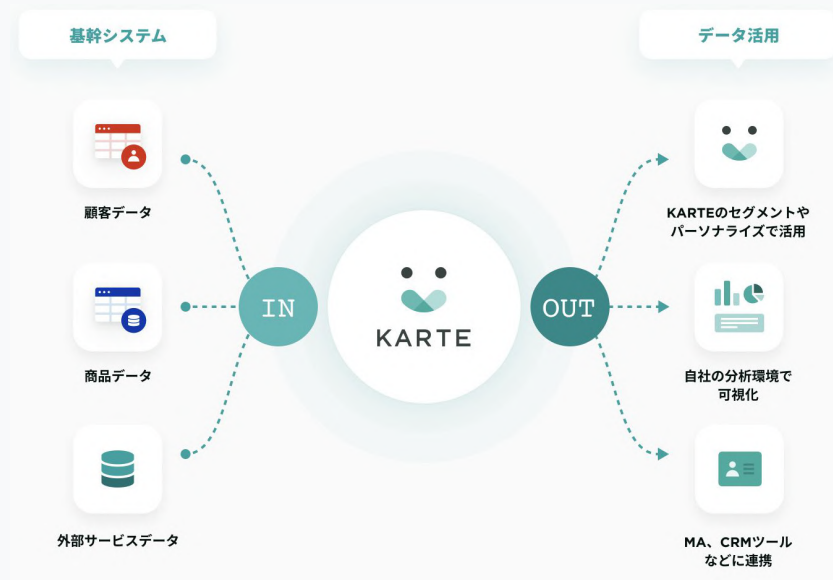 基幹システム
データ活用
顧客データ
KARTEのセグメントや
パーソナライズで活用
IN
KARTE
OUT
商品データ
自社の分析環境で
可視化
外部サービスデータ
MA、CRMツール
などに連携